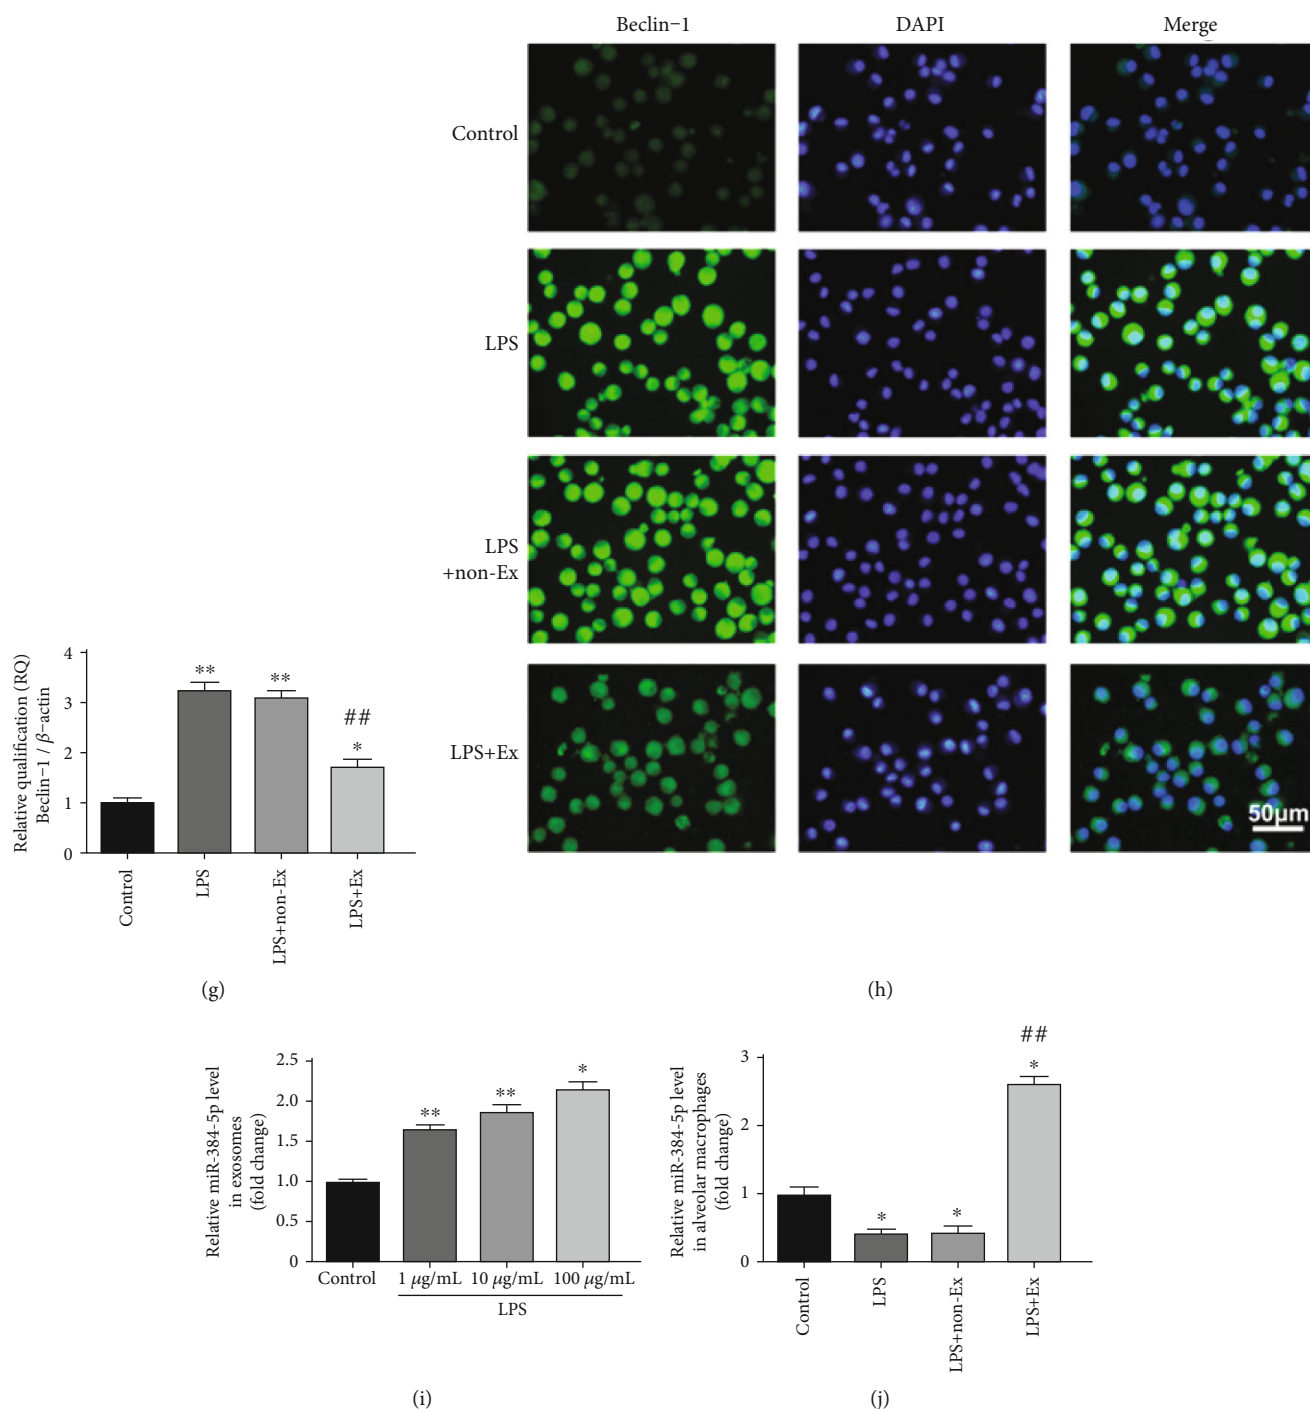 Beclin-1 DAPI Merge
Control
LPS
LPS
+non-Ex
LPS+Ex
50μm
(h)
Relative qualification (RQ)
Beclin-1 / β-actin
4
3
2
1
0
**
**
##
*
Control
LPS
LPS+non-Ex
LPS+Ex
(g)
Relative miR-384-5p level
in exosomes
(fold change)
2.5
2.0
1.5
1.0
0.5
0
**
**
*
Control 1 μg/mL 10 μg/mL 100 μg/mL
LPS
(i)
Relative miR-384-5p level
in alveolar macrophages
(fold change)
3
2
1
0
*
*
##
*
Control
LPS
LPS+non-Ex
LPS+Ex
(j)